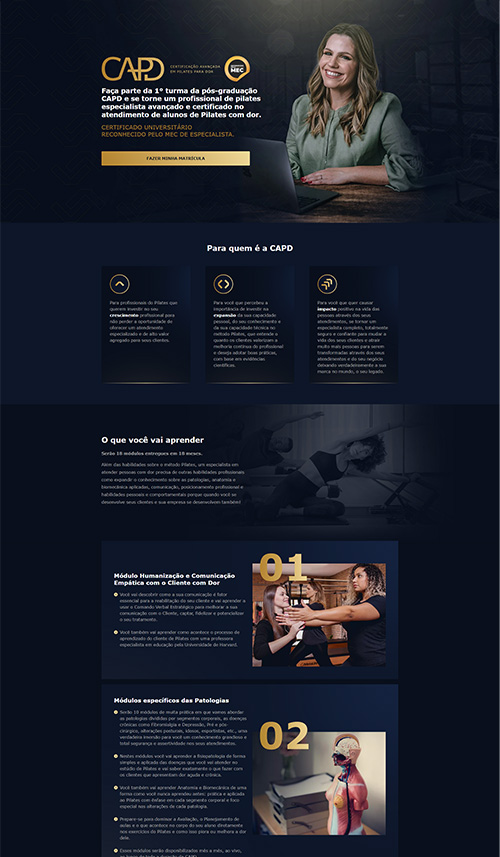 CAPD
CERTIFICAÇÃO AVANÇADA
EM PILATES PARA DOR
MEC
Faça parte da 1ª turma da pós-graduação
CAPD e se torne um profissional de pilates
especialista avançado e certificado no
atendimento de alunos de Pilates com dor.
CERTIFICADO UNIVERSITÁRIO
RECONHECIDO PELO MEC DE ESPECIALISTA.
FAZER MINHA MATRÍCULA
Para quem é a CAPD
Para profissionais do Pilates que
querem investir no seu
crescimento profissional para
não perder a oportunidade de
oferecer um atendimento
especializado e de alto valor
agregado para seus clientes.
Para você que percebeu a
importância de investir na
expansão da sua capacidade
pessoal, do seu conhecimento e
da sua capacidade técnica no
método Pilates, que entende o
quanto os clientes valorizam a
melhoria contínua do profissional
e deseja adotar boas práticas,
com base em evidências
científicas.
Para você que quer causar
impacto positivo na vida das
pessoas através dos seus
atendimentos, se tornar um
especialista completo, totalmente
seguro e confiante para mudar a
vida dos seus clientes e atrair
muito mais pessoas para serem
transformadas através dos seus
atendimentos e do seu negócio
deixando verdadeiramente a sua
marca no mundo, o seu legado.
O que você vai aprender
Serão 18 módulos entregues em 18 meses.
Além das habilidades sobre o método Pilates, um especialista em
atender pessoas com dor precisa de outras habilidades profissionais
como expandir o conhecimento sobre as patologias, anatomia e
biomecânica aplicadas, comunicação, posicionamento profissional e
habilidades pessoais e comportamentais porque quando você se
desenvolve seus clientes e sua empresa se desenvolvem também!
01
Módulo Humanização e Comunicação
Empática com o Cliente com Dor
Você vai descobrir como a sua comunicação é fator
essencial para a reabilitação do seu cliente e vai aprender a
usar o Comando Verbal Estratégico para melhorar a sua
comunicação com o Cliente, captar, fidelizar e potencializar
o seu tratamento.
Você também vai aprender como acontece o processo de
aprendizado do cliente de Pilates com uma professora
especialista em educação pela Universidade de Harvard.
02
Módulos específicos das Patologias
Serão 10 módulos de muita prática em que vamos abordar
as patologias divididas por segmentos corporais, as doenças
crônicas como Fibromialgia e Depressão, Pré e pós-
cirúrgico, alterações posturais, idosos, esportistas, etc., uma
verdadeira imersão para você um conhecimento grandioso e
total segurança e assertividade nos seus atendimentos.
Nestes módulos você vai aprender a fisiopatologia de forma
simples e aplicada das doenças que você vai atender no
estúdio de Pilates e vai saber exatamente o que fazer com
os clientes que apresentam dor aguda e crônica.
Você também vai aprender Anatomia e Biomecânica de uma
forma como você nunca aprendeu antes: prática e aplicada
ao Pilates com ênfase em cada segmento corporal e foco
especial nas alterações de cada patologia.
Prepare-se para dominar a Avaliação, o Planejamento de
aulas e o que acontece no corpo do seu aluno diretamente
nos exercícios do Pilates e como isso piora ou melhora a dor
dele.
Esses módulos serão disponibilizados mês a mês, ao vivo,